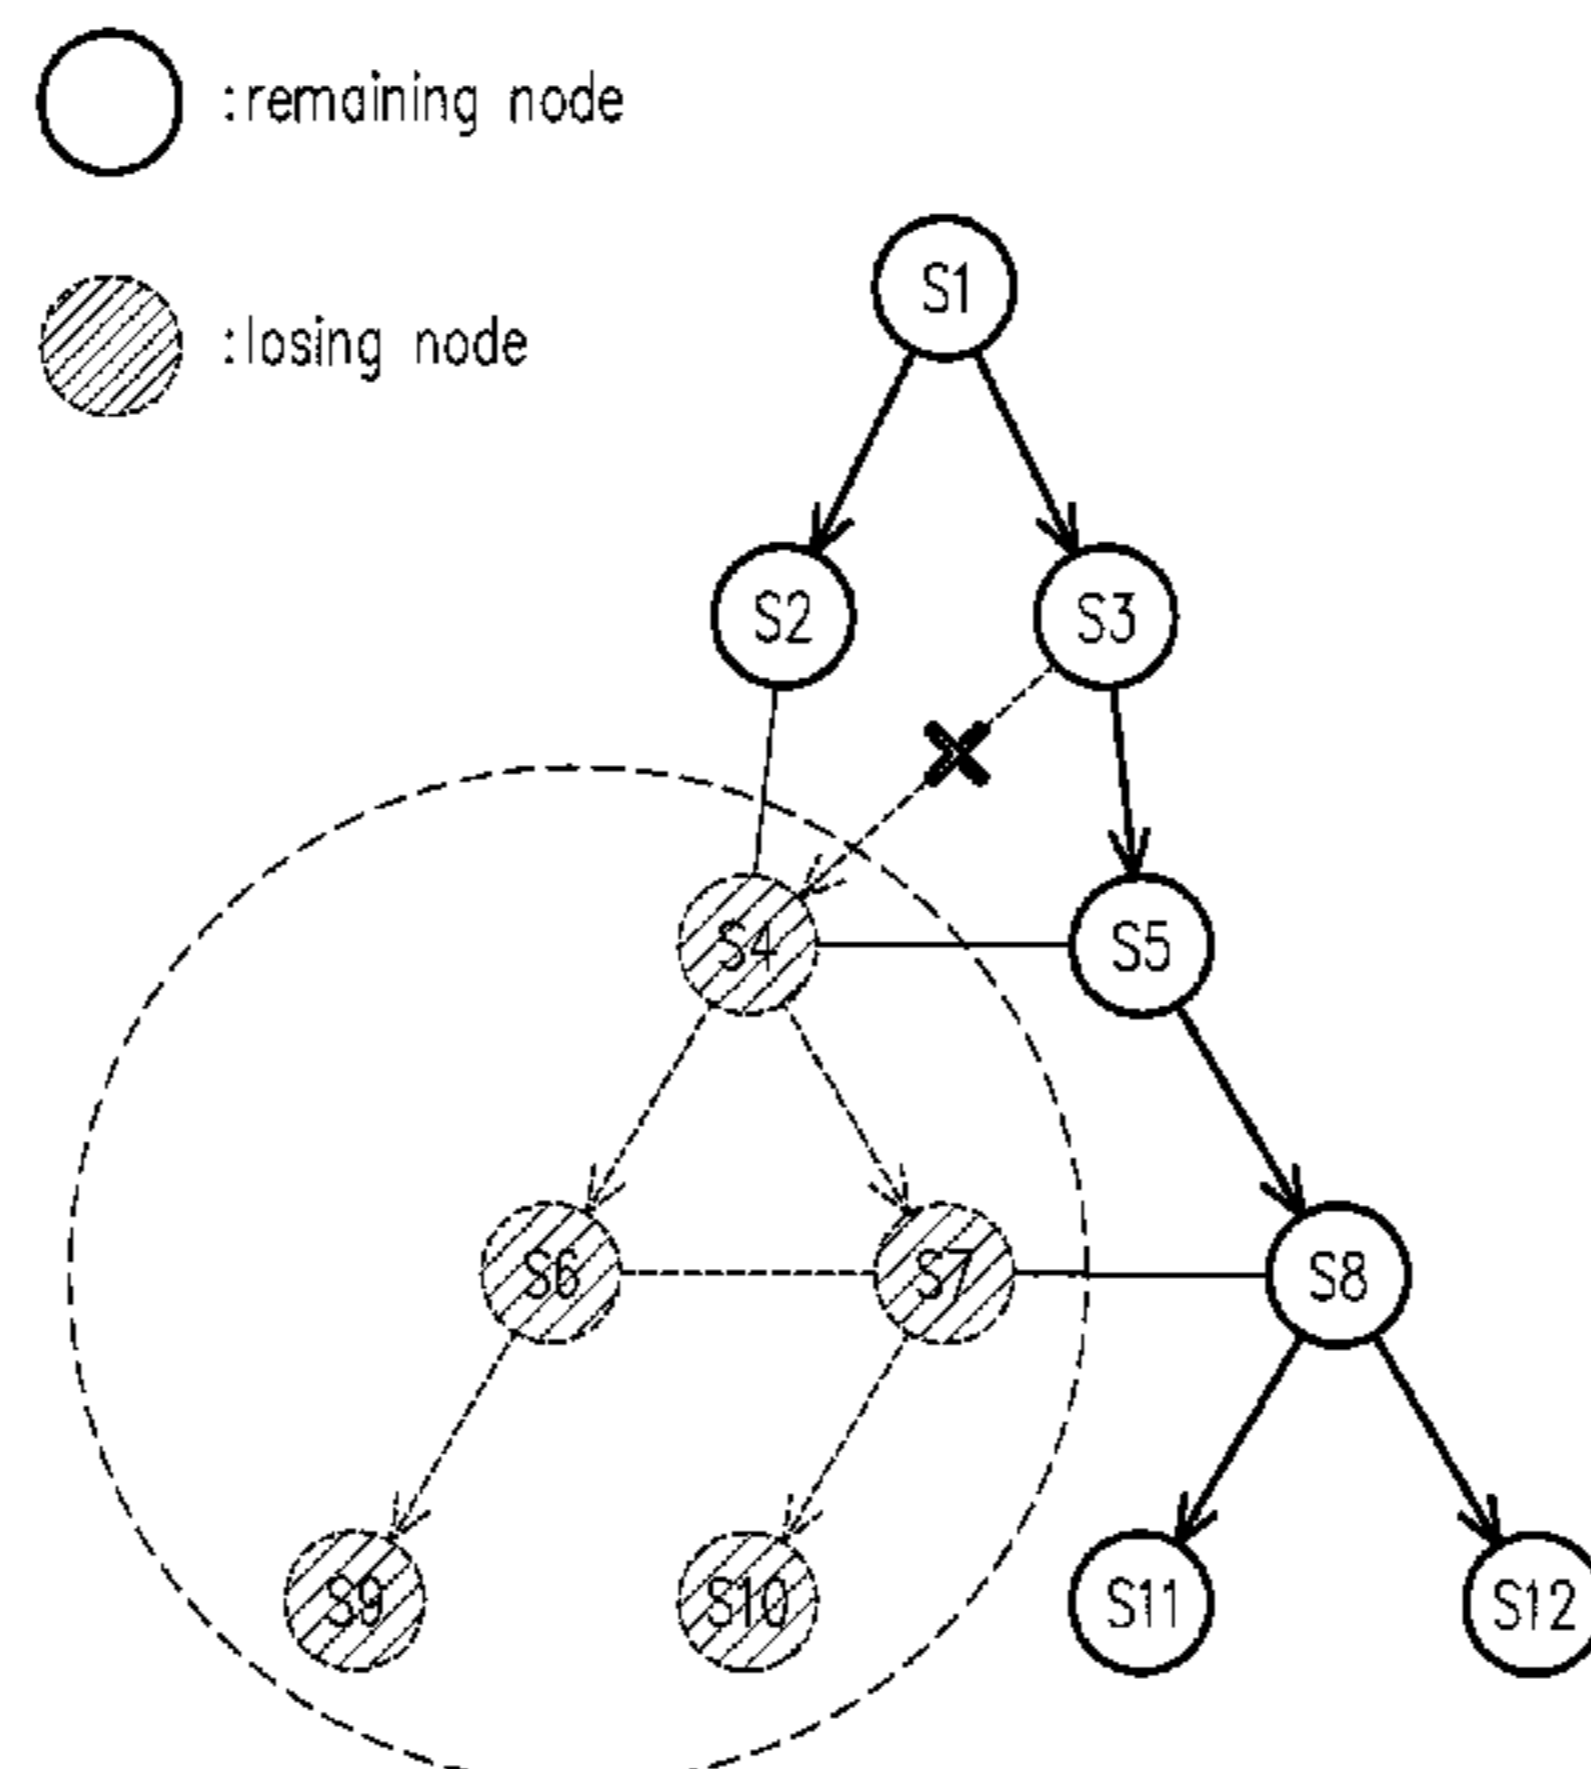 :remaining node
:losing node
S1
S2
S3
S4
S5
S6
S7
S8
S9
S10
S11
S12